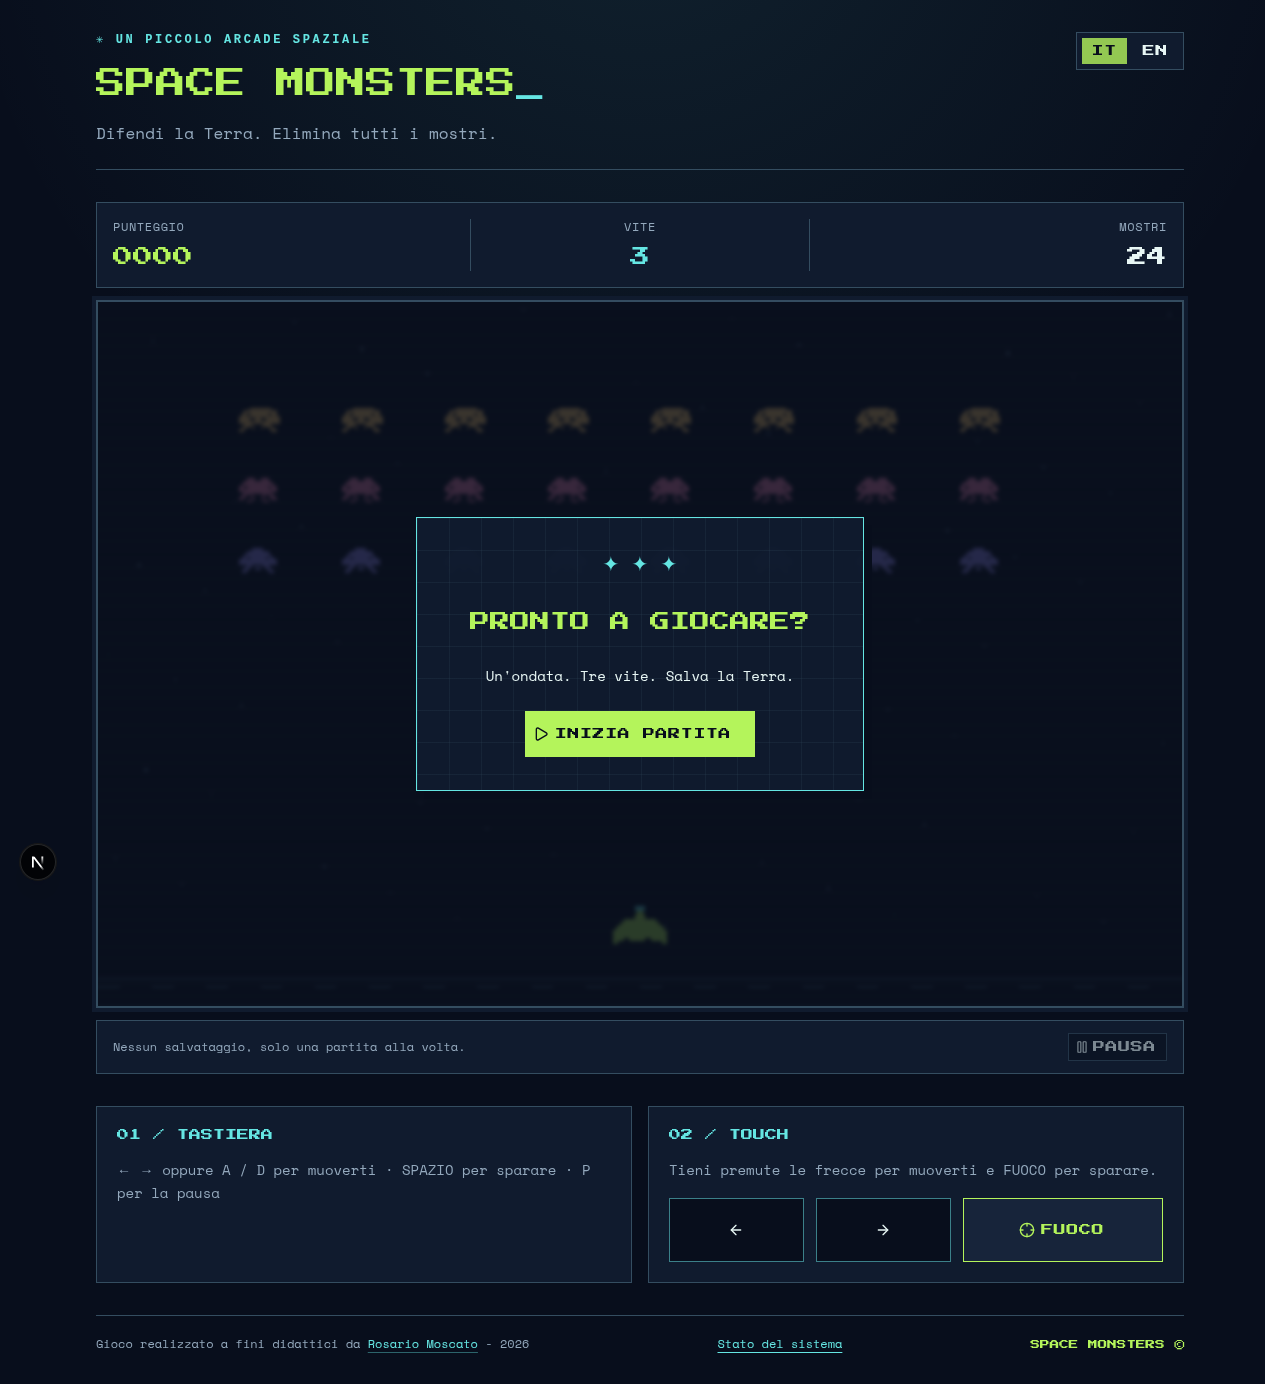 ✳ UN PICCOLO ARCADE SPAZIALE
IT EN
SPACE MONSTERS_
Difendi la Terra. Elimina tutti i mostri.
PUNTEGGIO VITE MOSTRI
0000 3 24
✦ ✦ ✦
PRONTO A GIOCARE?
Un'ondata. Tre vite. Salva la Terra.
INIZIA PARTITA
N
Nessun salvataggio, solo una partita alla volta.
PAUSA
01 / TASTIERA
← → oppure A / D per muoverti · SPAZIO per sparare · P
per la pausa
02 / TOUCH
Tieni premute le frecce per muoverti e FUOCO per sparare.
← → FUOCO
Gioco realizzato a fini didattici da Rosario Moscato - 2026
Stato del sistema
SPACE MONSTERS ©